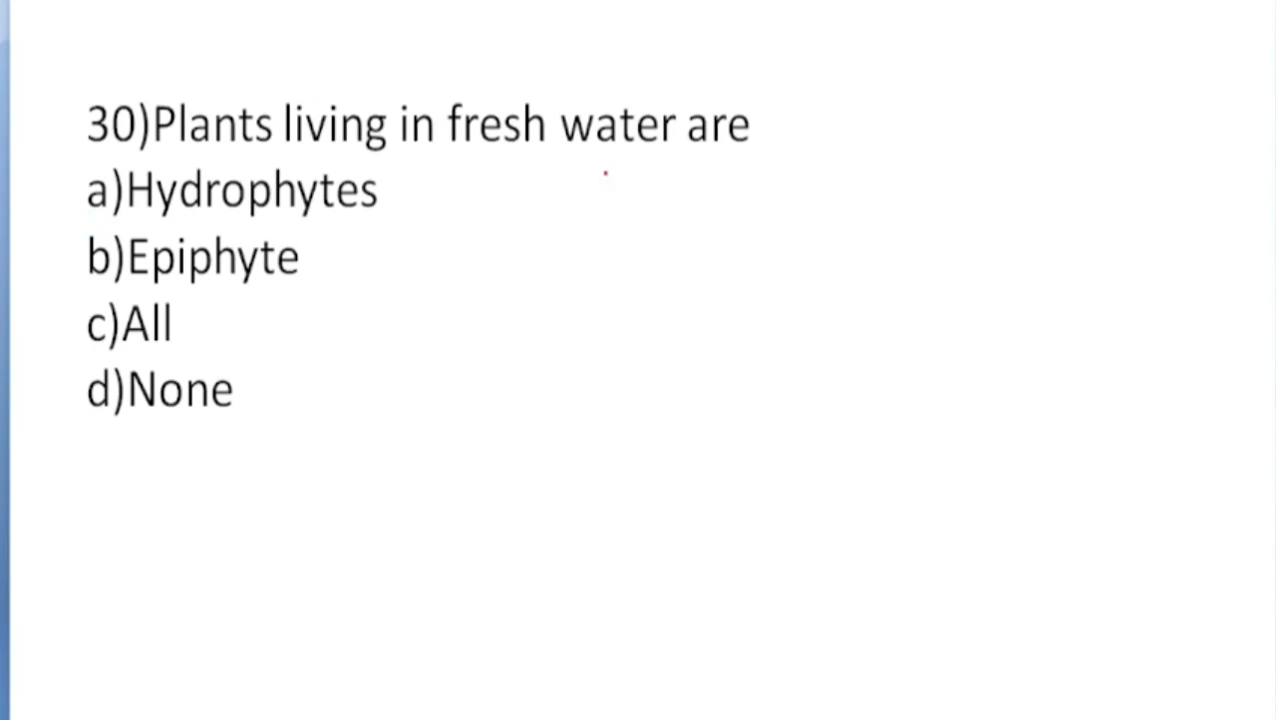 30)Plants living in fresh water are
a)Hydrophytes
b)Epiphyte
c)All
d)None